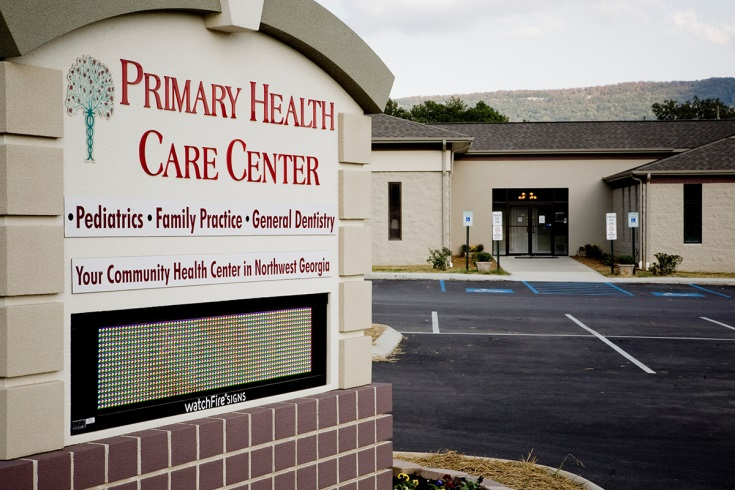 PRIMARY HEALTH
CARE CENTER
• Pediatrics • Family Practice • General Dentistry
Your Community Health Center in Northwest Georgia
watchFire® SIGNS